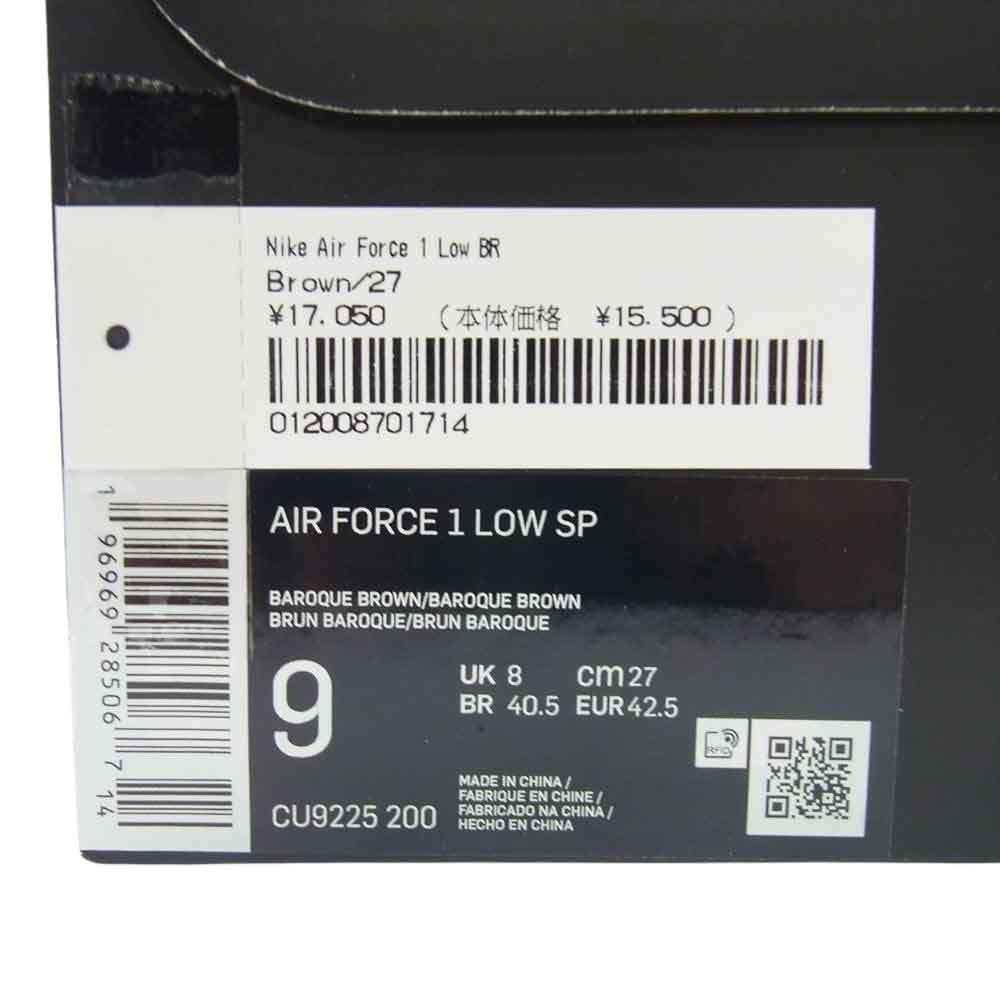 Nike Air Force 1 Low BR
Brown/27
¥17.050 (本体価格 ¥15.500)
012008701714
1 96969 28506 7 14
AIR FORCE 1 LOW SP
BAROQUE BROWN/BAROQUE BROWN
BRUN BAROQUE/BRUN BAROQUE
9
UK 8 cm 27
BR 40.5 EUR 42.5
RFID
CU9225 200
MADE IN CHINA /
FABRIQUE EN CHINE /
FABRICADO NA CHINA /
HECHO EN CHINA